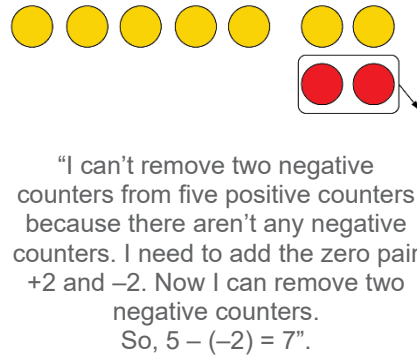 “I can’t remove two negative
counters from five positive counters
because there aren’t any negative
counters. I need to add the zero pair
+2 and –2. Now I can remove two
negative counters.
So, 5 – (–2) = 7”.